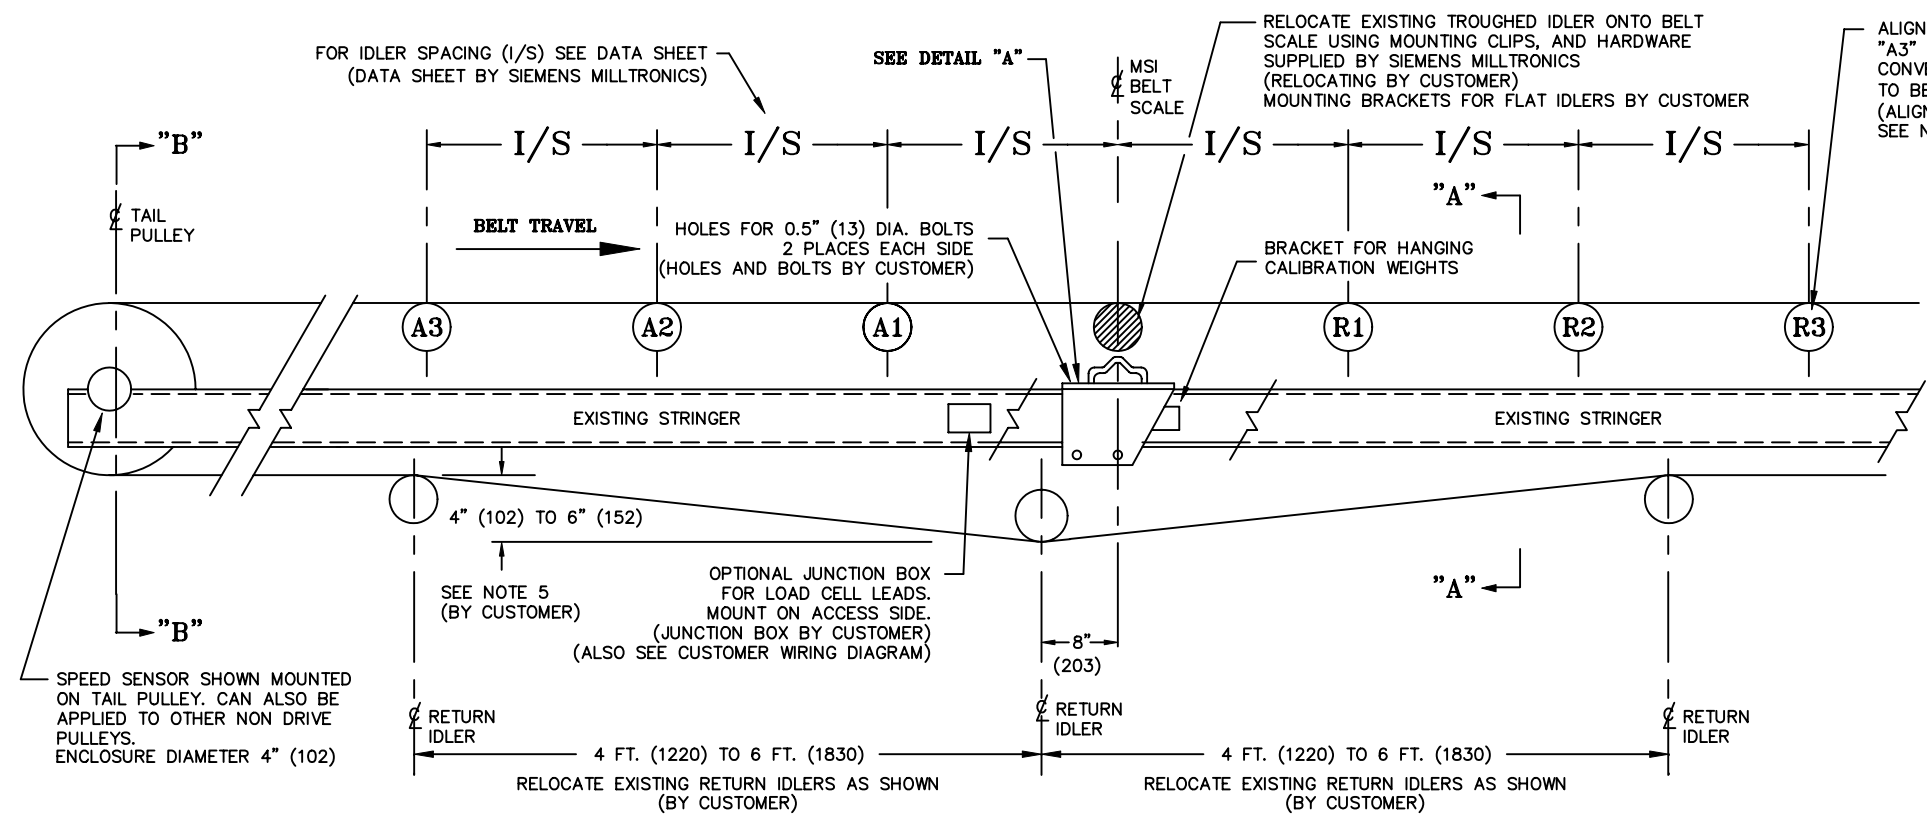 FOR IDLER SPACING (I/S) SEE DATA SHEET
(DATA SHEET BY SIEMENS MILLTRONICS)
SEE DETAIL "A"
℄ MSI
BELT
SCALE
RELOCATE EXISTING TROUGHED IDLER ONTO BELT
SCALE USING MOUNTING CLIPS, AND HARDWARE
SUPPLIED BY SIEMENS MILLTRONICS
(RELOCATING BY CUSTOMER)
MOUNTING BRACKETS FOR FLAT IDLERS BY CUSTOMER
ALIGN
"A3"
CONVE
TO BE
(ALIGN
SEE N
"B"
I/S
I/S
I/S
I/S
I/S
I/S
℄ TAIL
PULLEY
BELT TRAVEL
HOLES FOR 0.5" (13) DIA. BOLTS
2 PLACES EACH SIDE
(HOLES AND BOLTS BY CUSTOMER)
"A"
BRACKET FOR HANGING
CALIBRATION WEIGHTS
A3
A2
A1
R1
R2
R3
EXISTING STRINGER
EXISTING STRINGER
4" (102) TO 6" (152)
SEE NOTE 5
(BY CUSTOMER)
OPTIONAL JUNCTION BOX
FOR LOAD CELL LEADS.
MOUNT ON ACCESS SIDE.
(JUNCTION BOX BY CUSTOMER)
(ALSO SEE CUSTOMER WIRING DIAGRAM)
"A"
"B"
8"
(203)
SPEED SENSOR SHOWN MOUNTED
ON TAIL PULLEY. CAN ALSO BE
APPLIED TO OTHER NON DRIVE
PULLEYS.
ENCLOSURE DIAMETER 4" (102)
℄ RETURN
IDLER
℄ RETURN
IDLER
℄ RETURN
IDLER
4 FT. (1220) TO 6 FT. (1830)
4 FT. (1220) TO 6 FT. (1830)
RELOCATE EXISTING RETURN IDLERS AS SHOWN
(BY CUSTOMER)
RELOCATE EXISTING RETURN IDLERS AS SHOWN
(BY CUSTOMER)